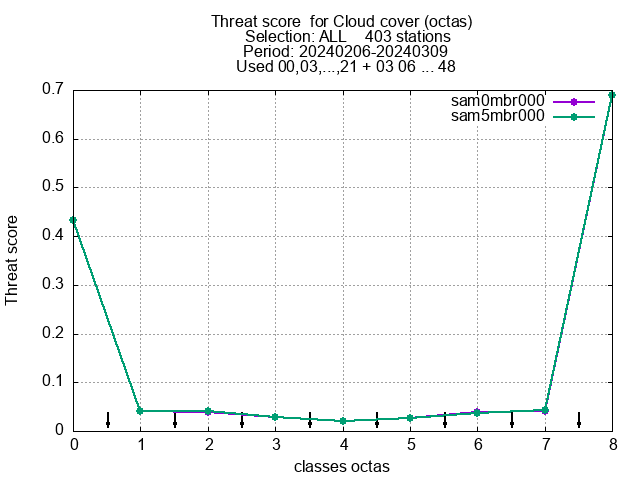 Threat score  for Cloud cover (octas)
Selection: ALL    403 stations
Period: 20240206-20240309
Used 00,03,...,21 + 03 06 ... 48
sam0mbr000
sam5mbr000
Threat score
0.7
0.6
0.5
0.4
0.3
0.2
0.1
0
0 1 2 3 4 5 6 7 8
classes octas